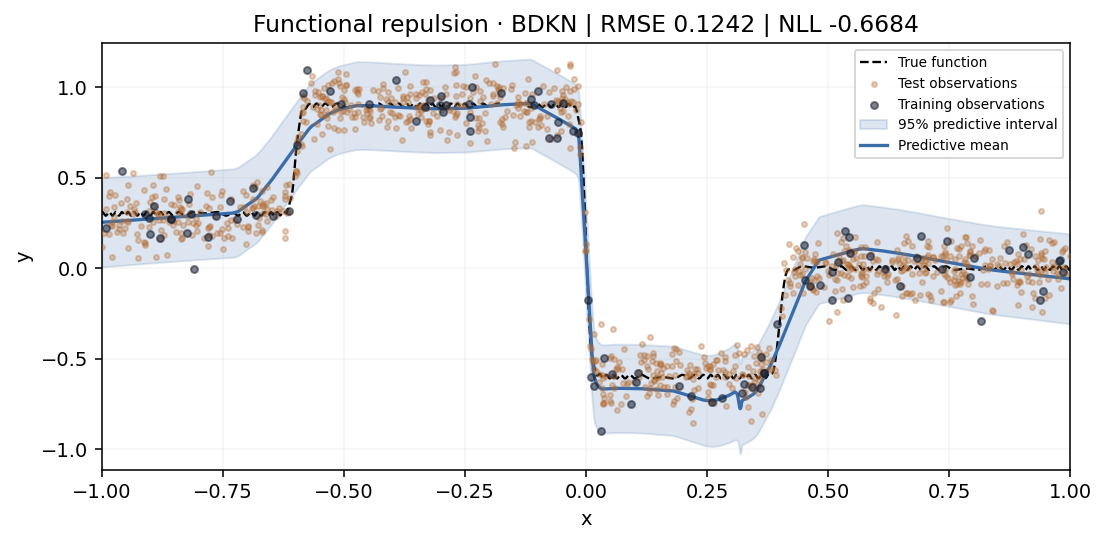 Functional repulsion · BDKN | RMSE 0.1242 | NLL -0.6684
True function
Test observations
Training observations
95% predictive interval
Predictive mean
y
1.0
0.5
0.0
−0.5
−1.0
−1.00 −0.75 −0.50 −0.25 0.00 0.25 0.50 0.75 1.00
x